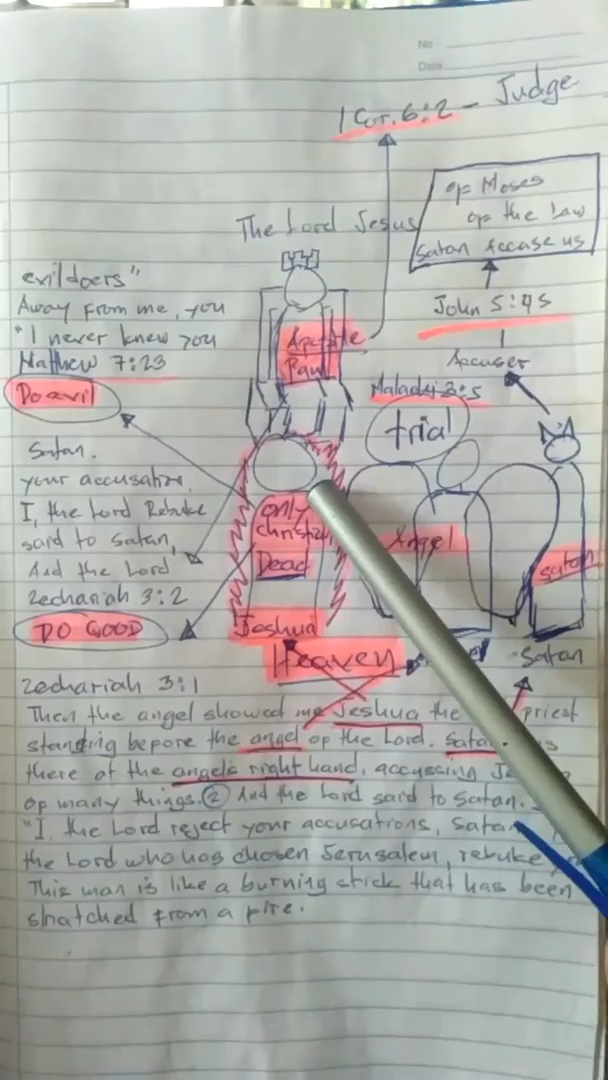 No
Date
1 Cor. 6:2 - Judge
of Moses
of the Law
Satan Accuse us
The Lord Jesus
evildoers"
Away from me, you
"I never knew you
Matthew 7:23
John 5:45
Accuser
Apostle
Paul
Malachi 3:5
trial
Do evil
Satan.
your accusation,
I, the Lord Rebuke
said to Satan,
And the Lord
Zechariah 3:2
DO GOOD
only
Christian
Dead
Angel
Satan
Jeshua
Heaven
Satan
Zechariah 3:1
Then the angel showed me Jeshua the priest
standing before the angel of the Lord. Satan
there at the angels right hand, accussing
of many things. ② And the Lord said to Satan.
"I, the Lord reject your accusations, Satan
the Lord who has chosen Jerusalem, rebuke
This man is like a burning stick that has been
snatched from a fire.